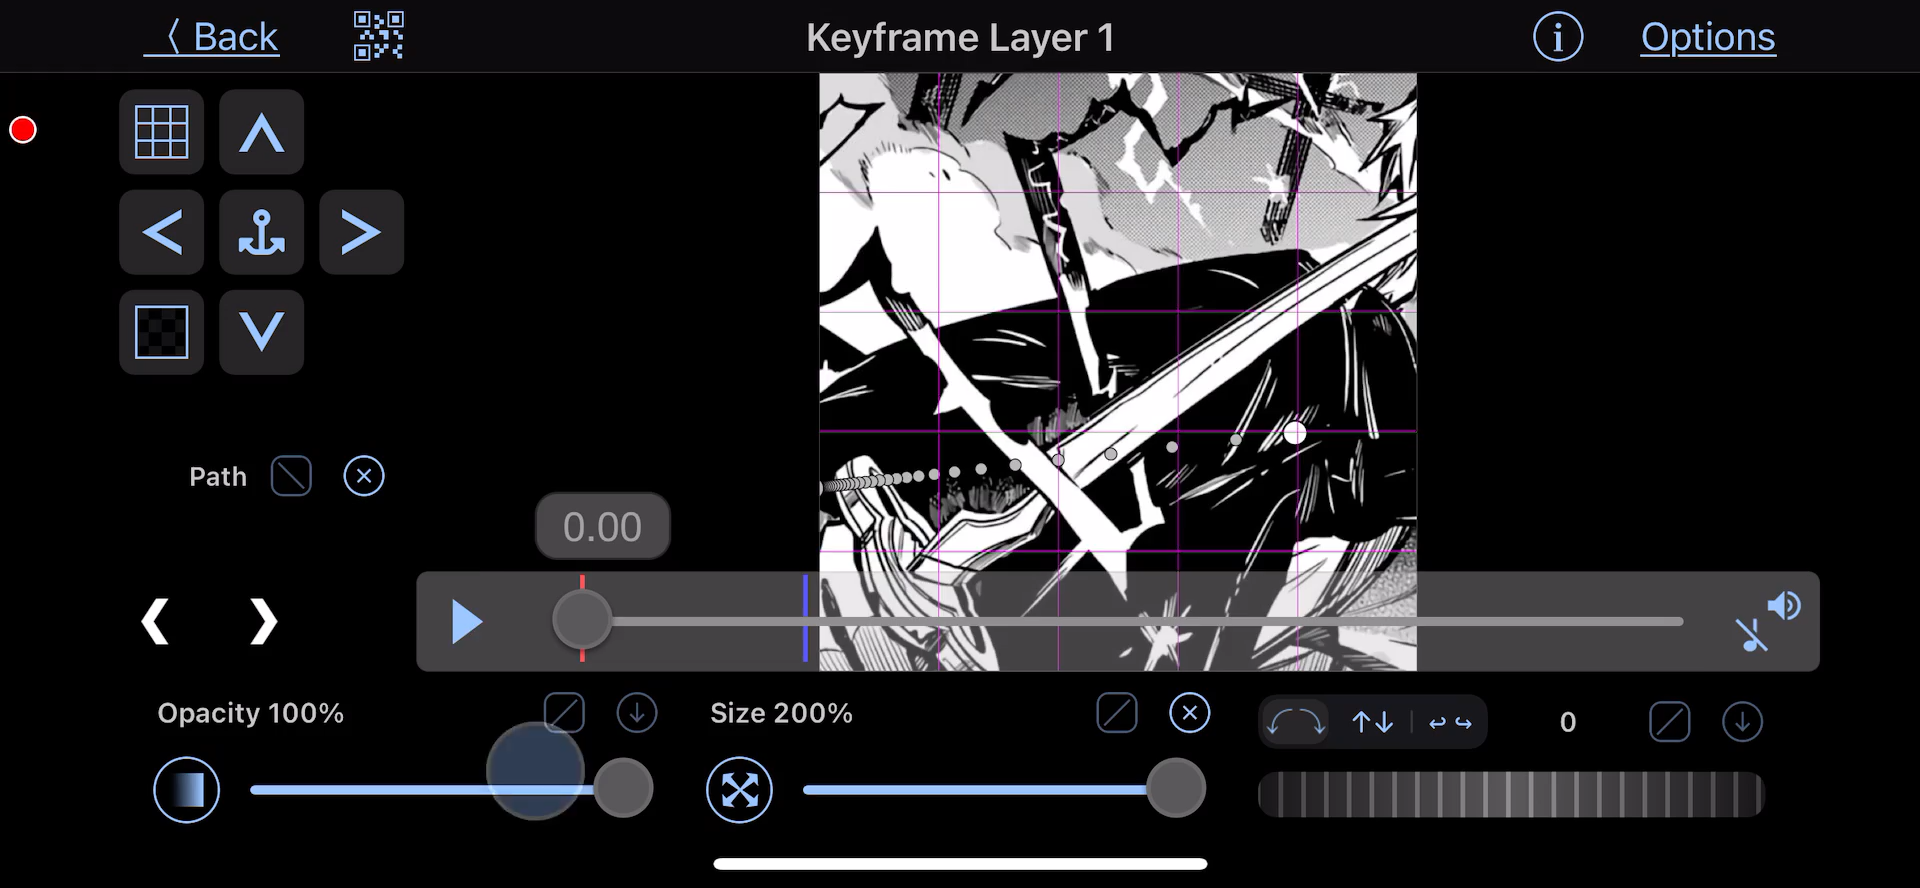 Back
Keyframe Layer 1
Options
Path
0.00
Opacity 100%
Size 200%
0